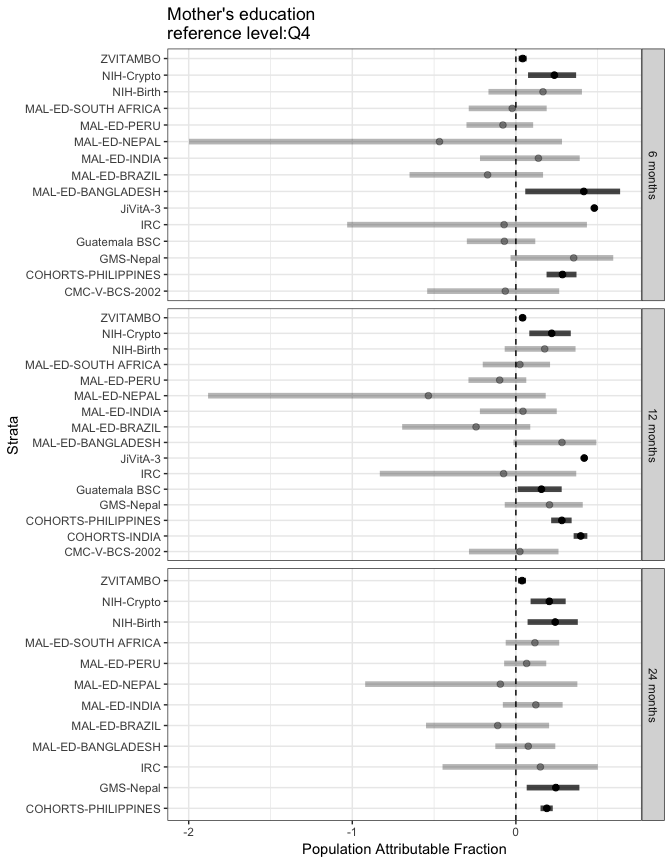 Mother's education
reference level:Q4
ZVITAMBO
NIH-Crypto
NIH-Birth
MAL-ED-SOUTH AFRICA
MAL-ED-PERU
MAL-ED-NEPAL
MAL-ED-INDIA
MAL-ED-BRAZIL
MAL-ED-BANGLADESH
JiVitA-3
IRC
Guatemala BSC
GMS-Nepal
COHORTS-PHILIPPINES
CMC-V-BCS-2002
6 months
ZVITAMBO
NIH-Crypto
NIH-Birth
MAL-ED-SOUTH AFRICA
MAL-ED-PERU
MAL-ED-NEPAL
MAL-ED-INDIA
MAL-ED-BRAZIL
MAL-ED-BANGLADESH
JiVitA-3
IRC
Guatemala BSC
GMS-Nepal
COHORTS-PHILIPPINES
COHORTS-INDIA
CMC-V-BCS-2002
12 months
Strata
ZVITAMBO
NIH-Crypto
NIH-Birth
MAL-ED-SOUTH AFRICA
MAL-ED-PERU
MAL-ED-NEPAL
MAL-ED-INDIA
MAL-ED-BRAZIL
MAL-ED-BANGLADESH
IRC
GMS-Nepal
COHORTS-PHILIPPINES
24 months
-2 -1 0
Population Attributable Fraction